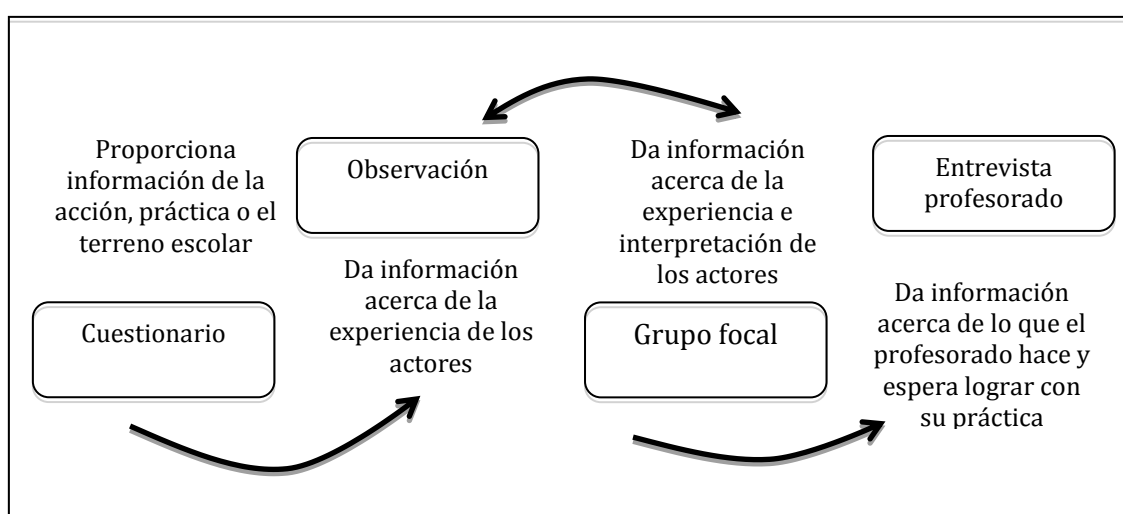 Proporciona
información de la
acción, práctica o el
terreno escolar
Cuestionario
Observación
Da información
acerca de la
experiencia de los
actores
Da información
acerca de la
experiencia e
interpretación de
los actores
Grupo focal
Entrevista
profesorado
Da información
acerca de lo que el
profesorado hace y
espera lograr con
su práctica